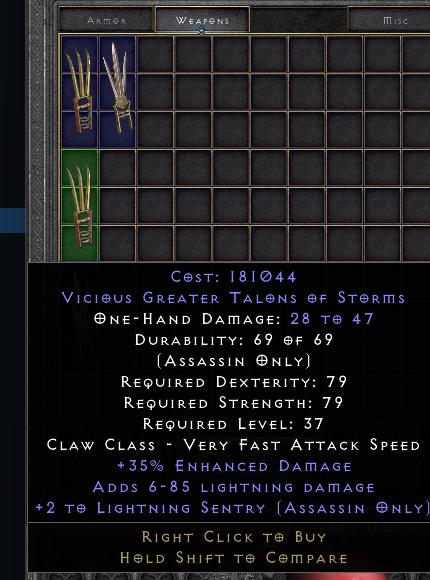 Armor
Weapons
Misc
Cost: 181044
Vicious Greater Talons of Storms
One-Hand Damage: 28 to 47
Durability: 69 of 69
(Assassin Only)
Required Dexterity: 79
Required Strength: 79
Required Level: 37
Claw Class - Very Fast Attack Speed
+35% Enhanced Damage
Adds 6-85 lightning damage
+2 to Lightning Sentry (Assassin Only)
Right Click to Buy
Hold Shift to Compare